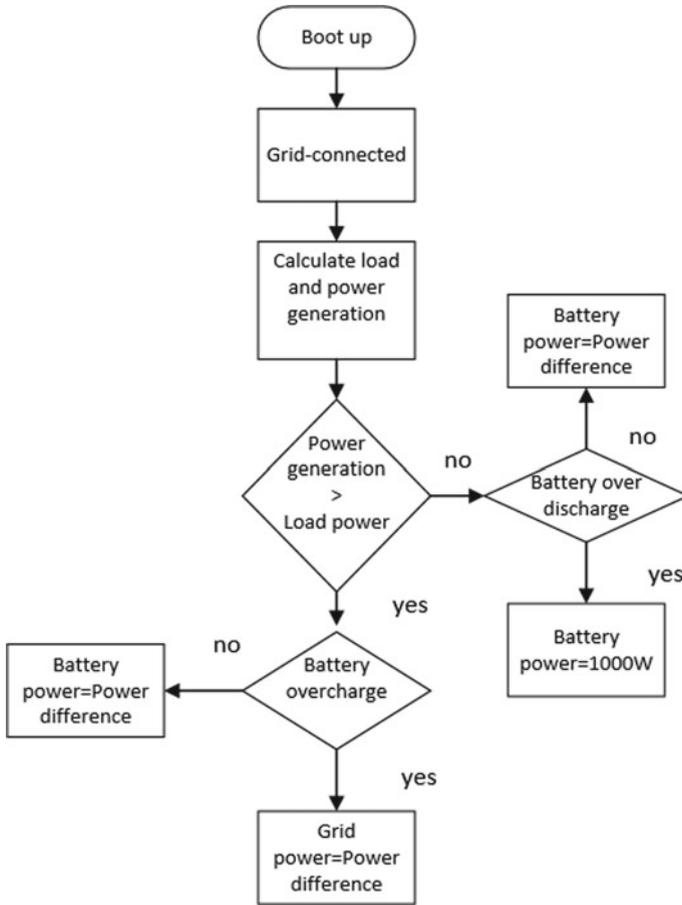 Boot up
Grid-connected
Calculate load
and power
generation
Power
generation
>
Load power
no
Battery over
discharge
no
Battery
power=Power
difference
yes
Battery
power=1000W
yes
Battery
overcharge
no
Battery
power=Power
difference
yes
Grid
power=Power
difference